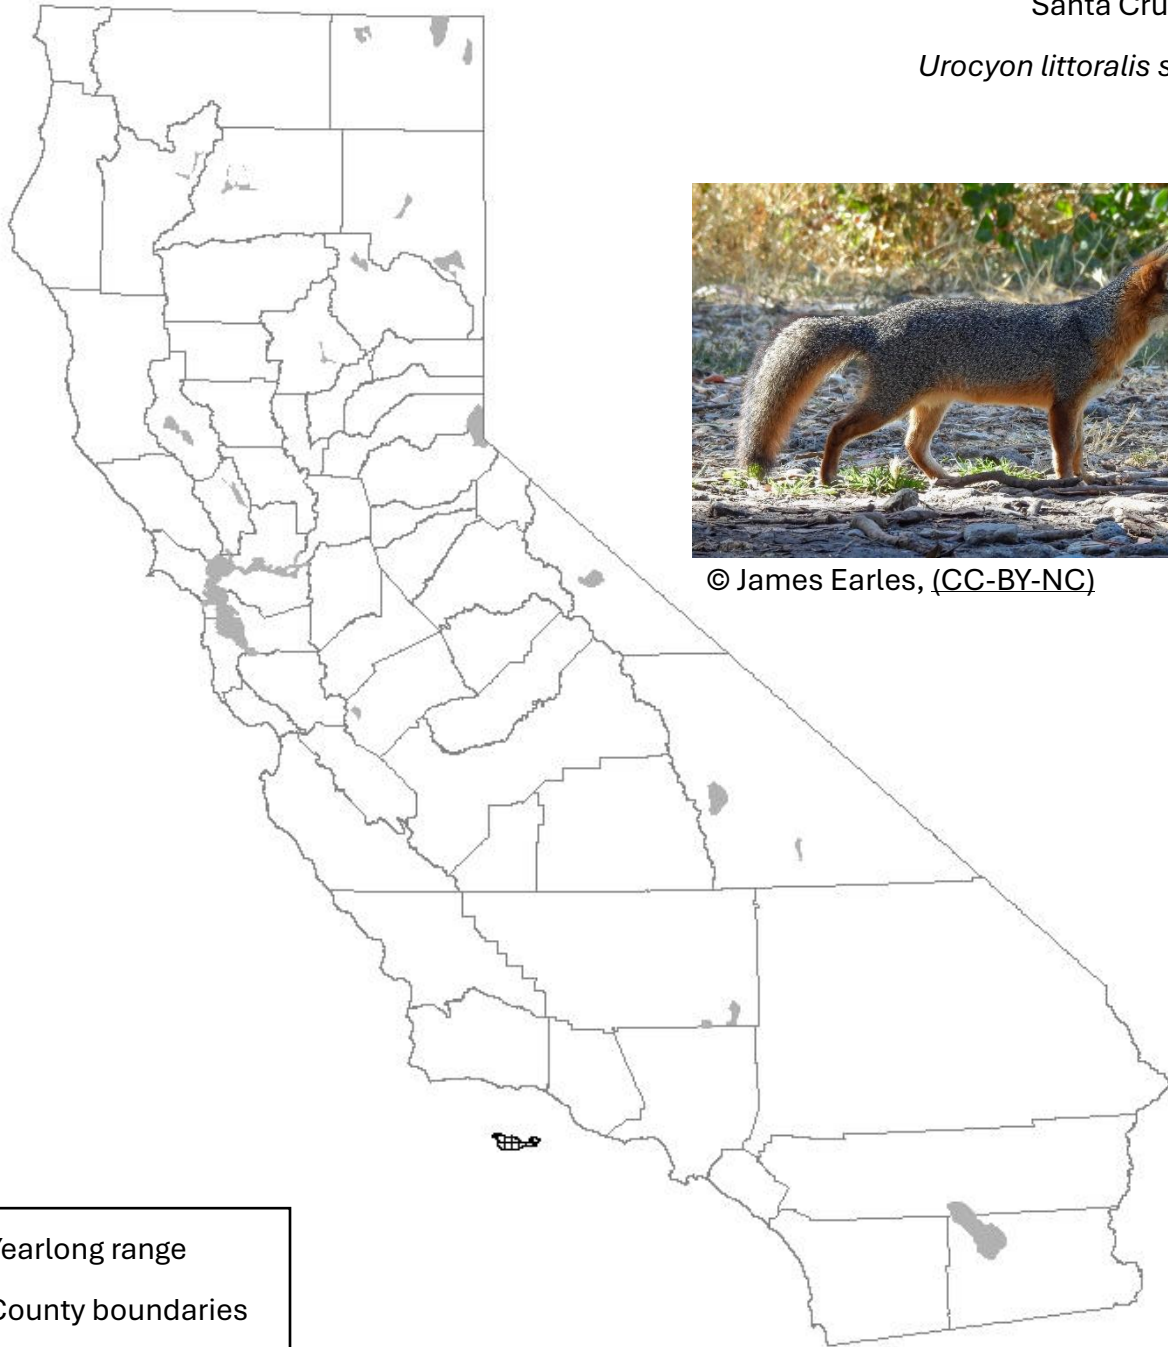 Santa Cru
Urocyon littoralis s
© James Earles, (CC-BY-NC)
Yearlong range
County boundaries